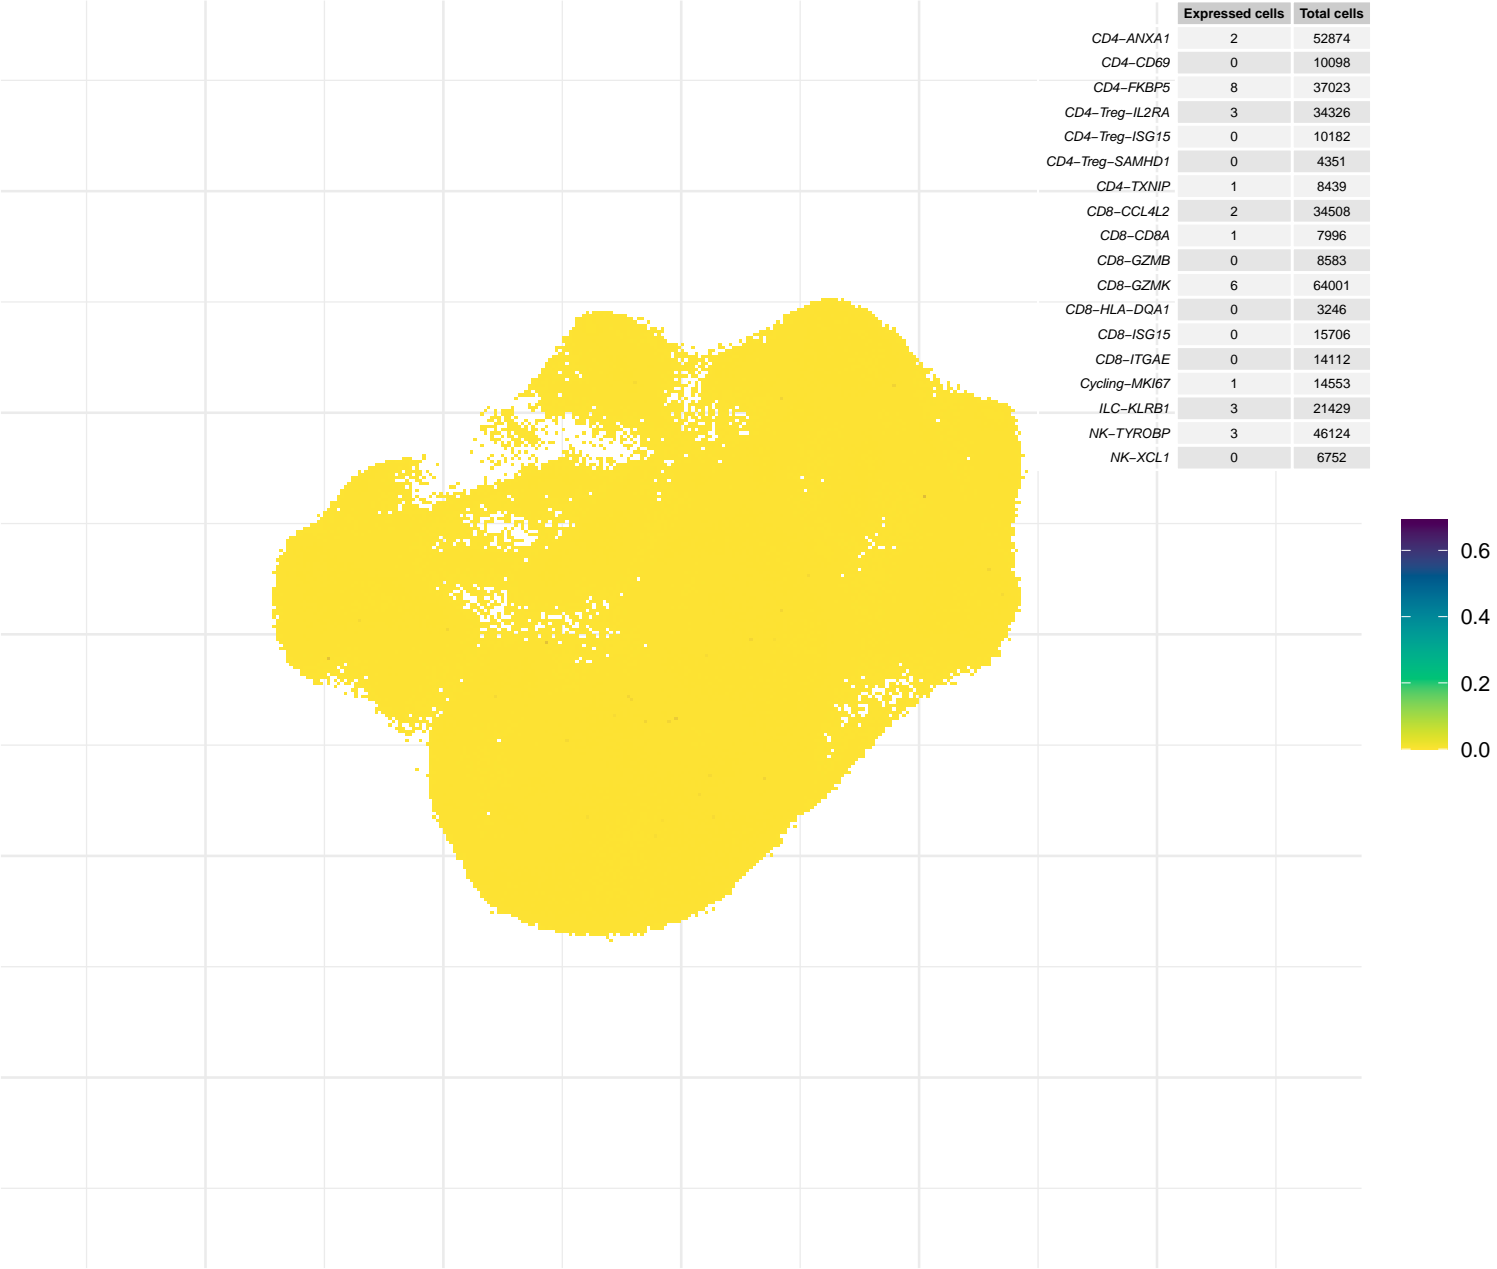 Expressed cells Total cells
CD4−ANXA1 2 52874
CD4−CD69 0 10098
CD4−FKBP5 8 37023
CD4−Treg−IL2RA 3 34326
CD4−Treg−ISG15 0 10182
CD4−Treg−SAMHD1 0 4351
CD4−TXNIP 1 8439
CD8−CCL4L2 2 34508
CD8−CD8A 1 7996
CD8−GZMB 0 8583
CD8−GZMK 6 64001
CD8−HLA−DQA1 0 3246
CD8−ISG15 0 15706
CD8−ITGAE 0 14112
Cycling−MKI67 1 14553
ILC−KLRB1 3 21429
NK−TYROBP 3 46124
NK−XCL1 0 6752
0.6
0.4
0.2
0.0